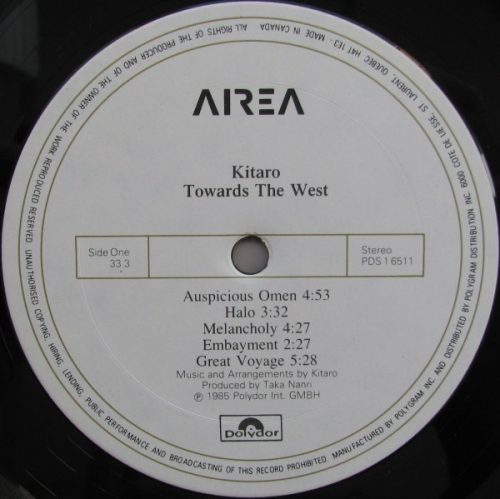 AIREA
Kitaro
Towards The West
Side One
33.3
Stereo
PDS 1 6511
Auspicious Omen 4:53
Halo 3:32
Melancholy 4:27
Embayment 2:27
Great Voyage 5:28
Music and Arrangements by Kitaro
Produced by Taka Nanri
℗ 1985 Polydor Int. GMBH
polydor
ALL RIGHTS OF THE PRODUCER AND OF THE OWNER OF THE WORK REPRODUCED RESERVED UNAUTHORISED COPYING, HIRING, LENDING, PUBLIC PERFORMANCE AND BROADCASTING OF THIS RECORD PROHIBITED. MANUFACTURED BY POLYGRAM INC. AND DISTRIBUTED BY POLYGRAM DISTRIBUTION INC 6000 COTE DE LIESSE, ST LAURENT, QUEBEC H4T 1E3 - MADE IN CANADA